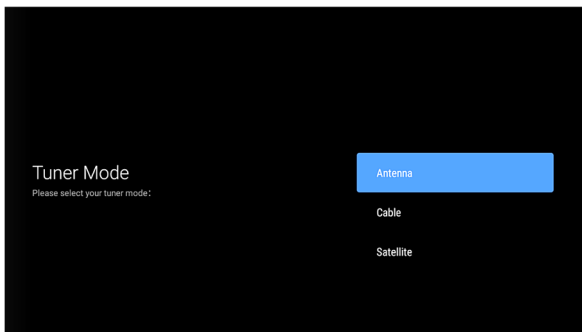 Tuner Mode
Please select your tuner mode:
Antenna
Cable
Satellite